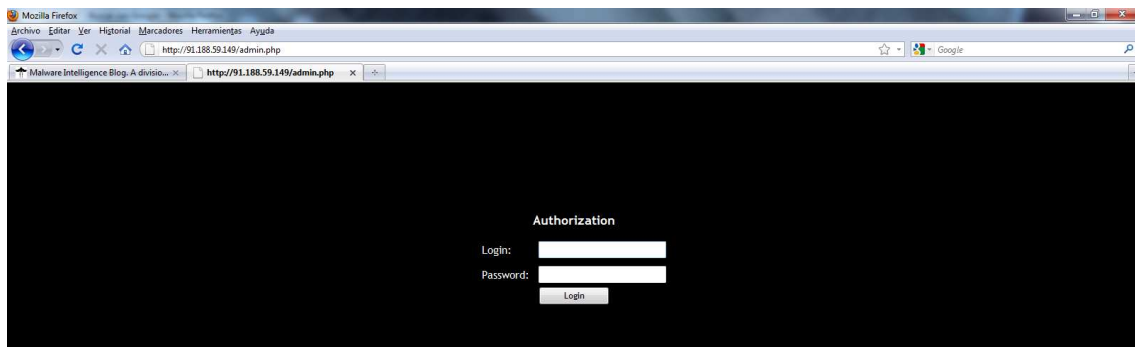 Mozilla Firefox
Archivo Editar Ver Historial Marcadores Herramientas Ayuda
http://91.188.59.149/admin.php
Google
Malware Intelligence Blog. A divisio...
http://91.188.59.149/admin.php
Authorization
Login:
Password:
Login